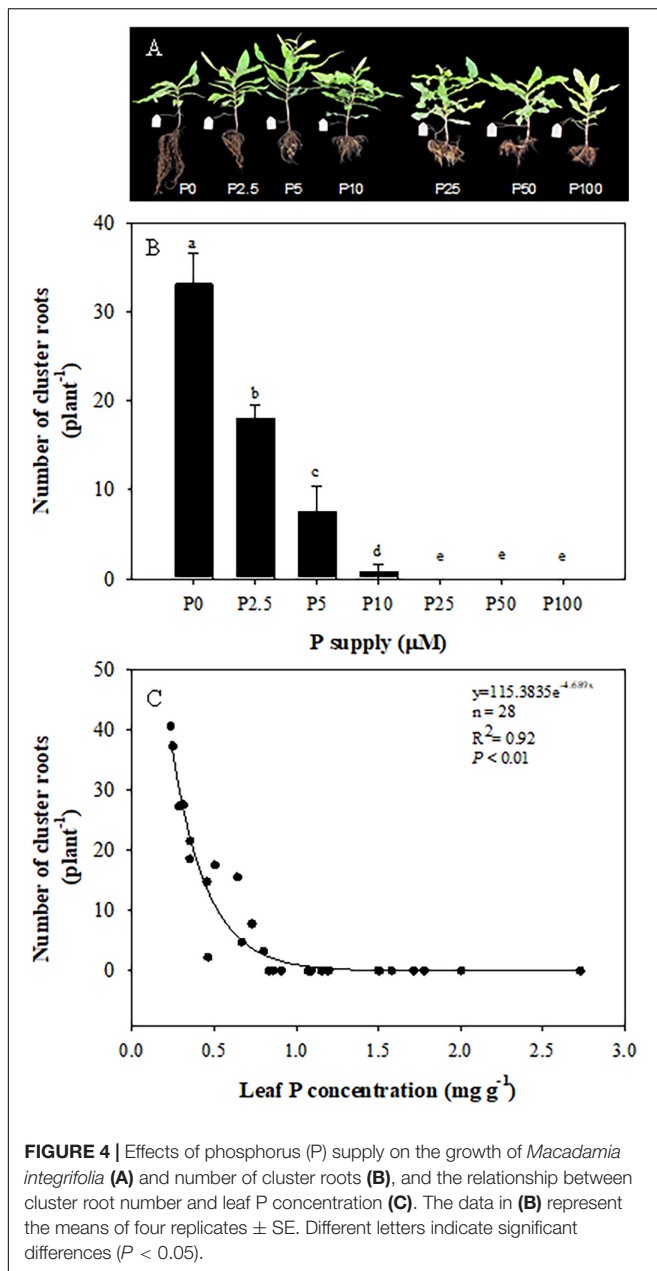 A
P0 P2.5 P5 P10 P25 P50 P100
B
40
30
20
10
0
a
b
c
d
e
e
e
Number of cluster roots
(plant-1)
P0 P2.5 P5 P10 P25 P50 P100
P supply (µM)
C
50
40
30
20
10
0
y=115.3835e-4.689x
n = 28
R2= 0.92
P < 0.01
Number of cluster roots
(plant-1)
0.0 0.5 1.0 1.5 2.0 2.5 3.0
Leaf P concentration (mg g-1)
FIGURE 4 | Effects of phosphorus (P) supply on the growth of Macadamia
integrifolia (A) and number of cluster roots (B), and the relationship between
cluster root number and leaf P concentration (C). The data in (B) represent
the means of four replicates ± SE. Different letters indicate significant
differences (P < 0.05).